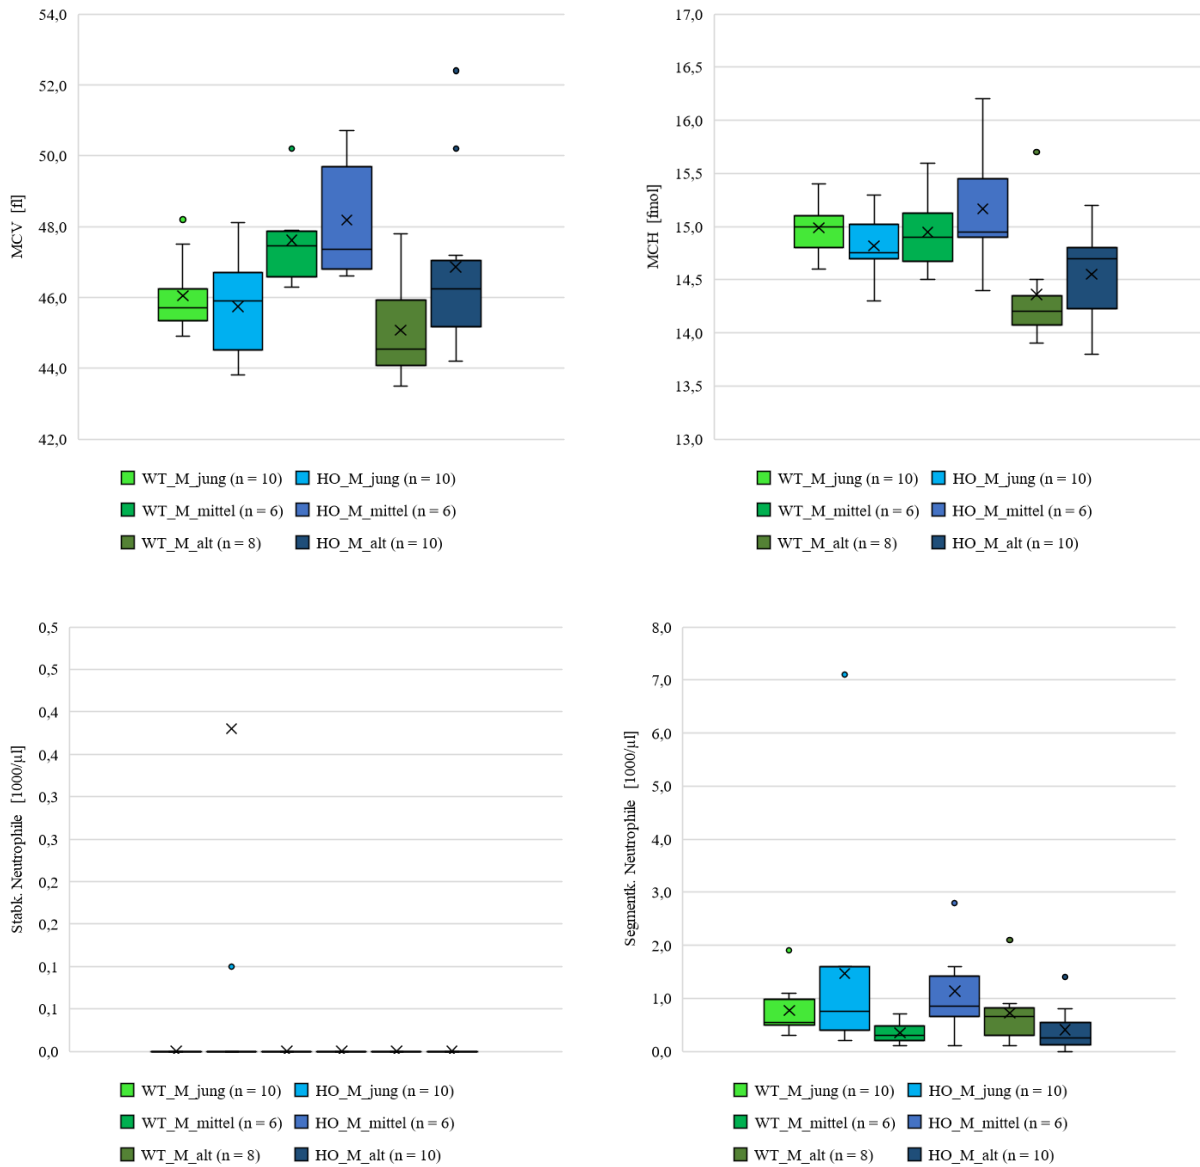 54,0
52,0
50,0
48,0
46,0
44,0
42,0
MCV [fl]
WT_M_jung (n = 10) HO_M_jung (n = 10)
WT_M_mittel (n = 6) HO_M_mittel (n = 6)
WT_M_alt (n = 8) HO_M_alt (n = 10)
17,0
16,5
16,0
15,5
15,0
14,5
14,0
13,5
13,0
MCH [fmol]
WT_M_jung (n = 10) HO_M_jung (n = 10)
WT_M_mittel (n = 6) HO_M_mittel (n = 6)
WT_M_alt (n = 8) HO_M_alt (n = 10)
0,5
0,5
0,4
0,4
0,3
0,3
0,2
0,2
0,1
0,1
0,0
Stabk. Neutrophile [1000/µl]
WT_M_jung (n = 10) HO_M_jung (n = 10)
WT_M_mittel (n = 6) HO_M_mittel (n = 6)
WT_M_alt (n = 8) HO_M_alt (n = 10)
8,0
7,0
6,0
5,0
4,0
3,0
2,0
1,0
0,0
Segmentk. Neutrophile [1000/µl]
WT_M_jung (n = 10) HO_M_jung (n = 10)
WT_M_mittel (n = 6) HO_M_mittel (n = 6)
WT_M_alt (n = 8) HO_M_alt (n = 10)